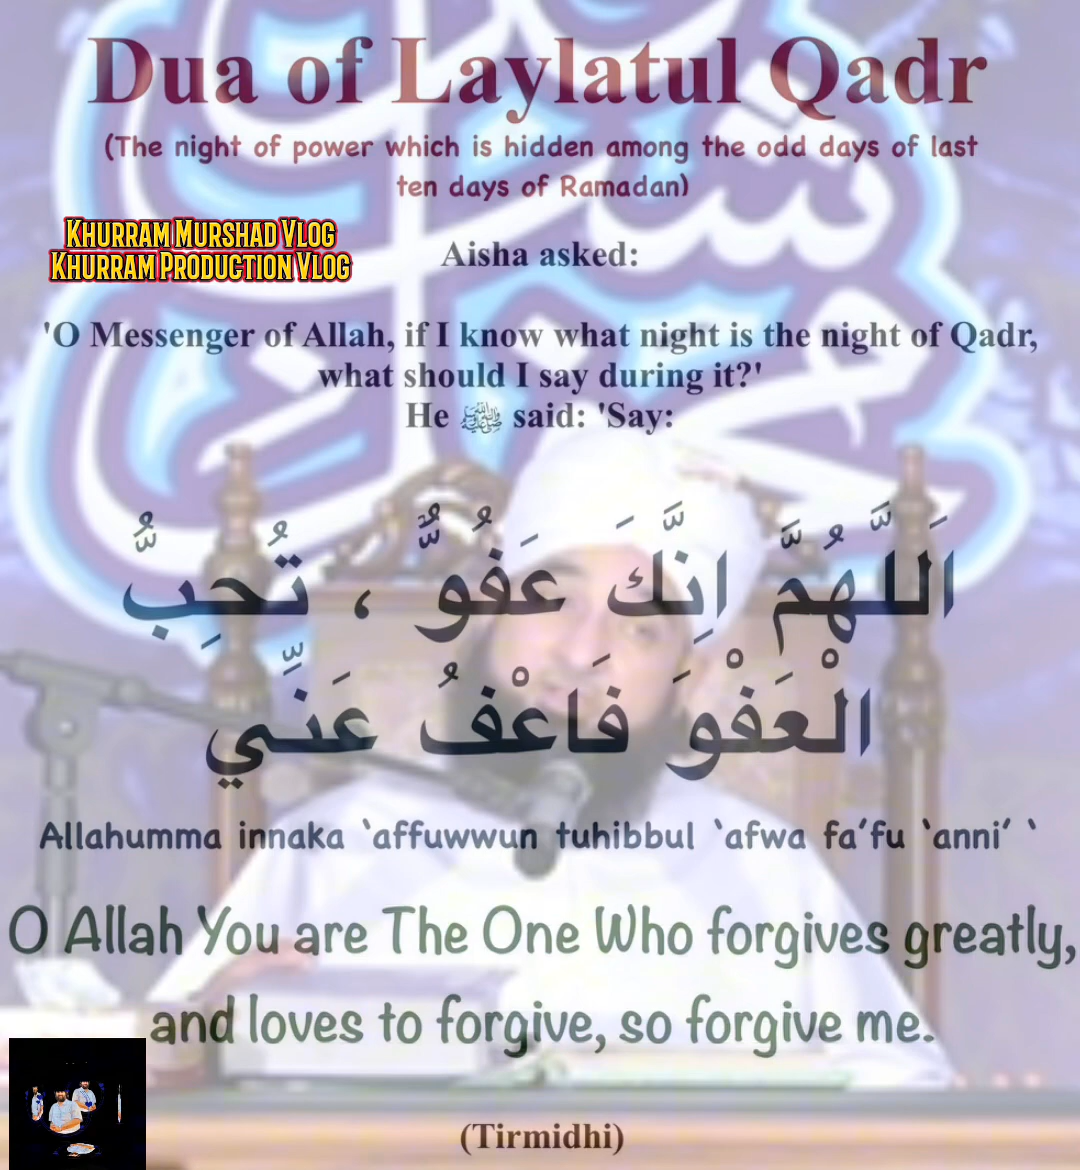 Dua of Laylatul Qadr
(The night of power which is hidden among the odd days of last
ten days of Ramadan)
Khurram Murshad Vlog
Khurram Production Vlog
Aisha asked:
'O Messenger of Allah, if I know what night is the night of Qadr,
what should I say during it?'
He ﷺ said: 'Say:
اَللَّهُمَّ اِنَّكَ عَفُوٌّ ، تُحِبُّ
الْعَفْوَ فَاعْفُ عَنِّي
Allahumma innaka `affuwwun tuhibbul `afwa fa’fu `anni’ `
O Allah You are The One Who forgives greatly,
and loves to forgive, so forgive me.
(Tirmidhi)